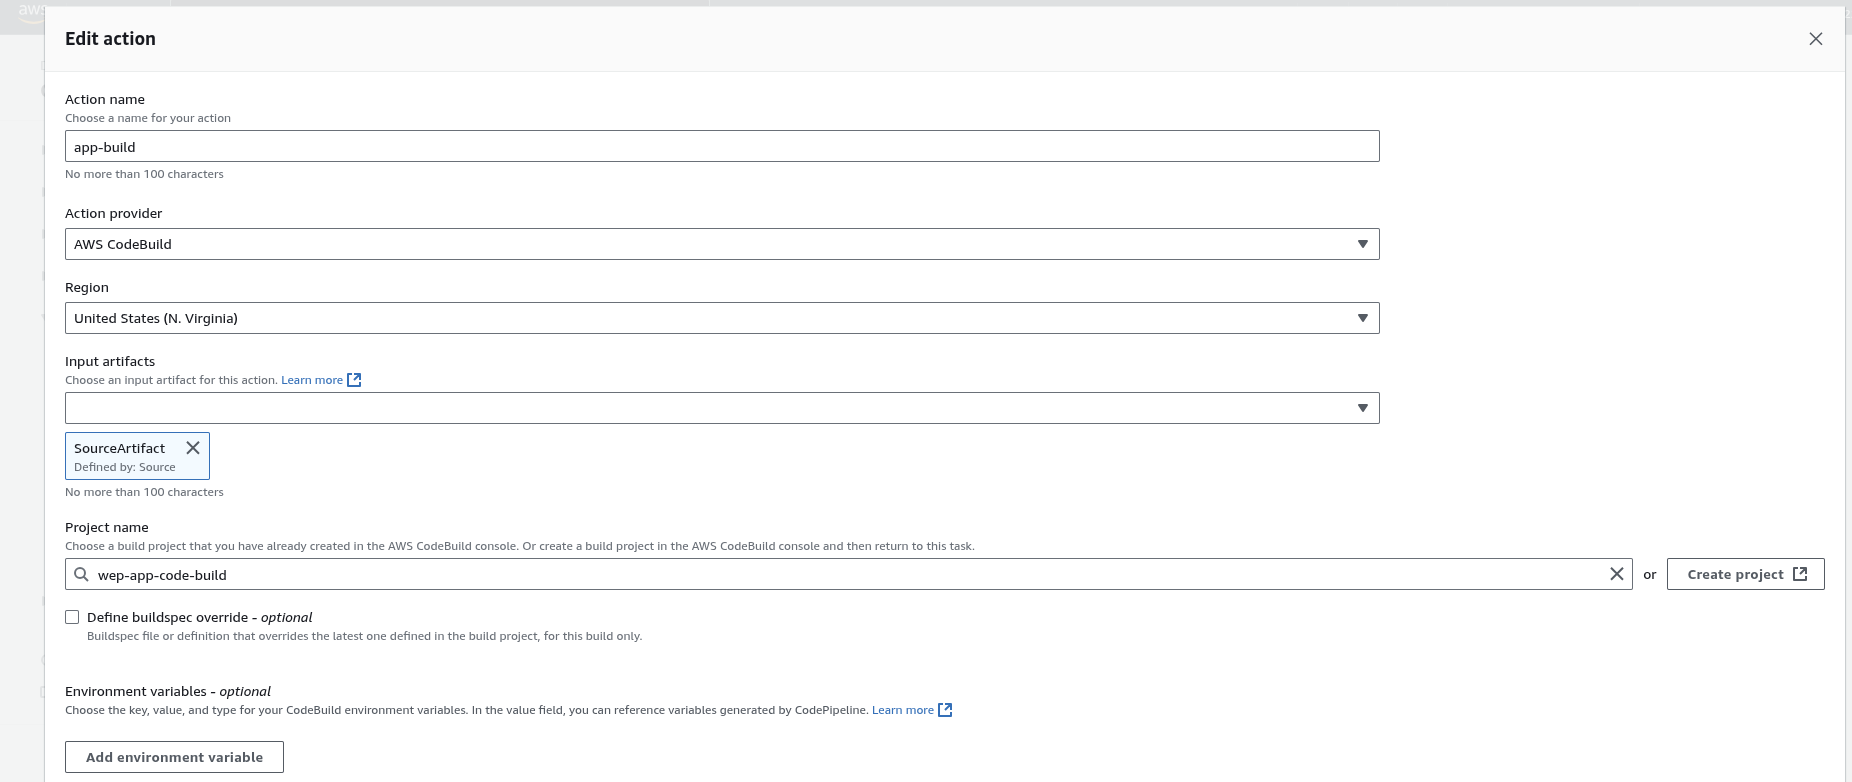 aws
Edit action
Action name
Choose a name for your action
app-build
No more than 100 characters
Action provider
AWS CodeBuild
Region
United States (N. Virginia)
Input artifacts
Choose an input artifact for this action. Learn more
SourceArtifact
Defined by: Source
No more than 100 characters
Project name
Choose a build project that you have already created in the AWS CodeBuild console. Or create a build project in the AWS CodeBuild console and then return to this task.
wep-app-code-build or Create project
Define buildspec override - optional
Buildspec file or definition that overrides the latest one defined in the build project, for this build only.
Environment variables - optional
Choose the key, value, and type for your CodeBuild environment variables. In the value field, you can reference variables generated by CodePipeline. Learn more
Add environment variable